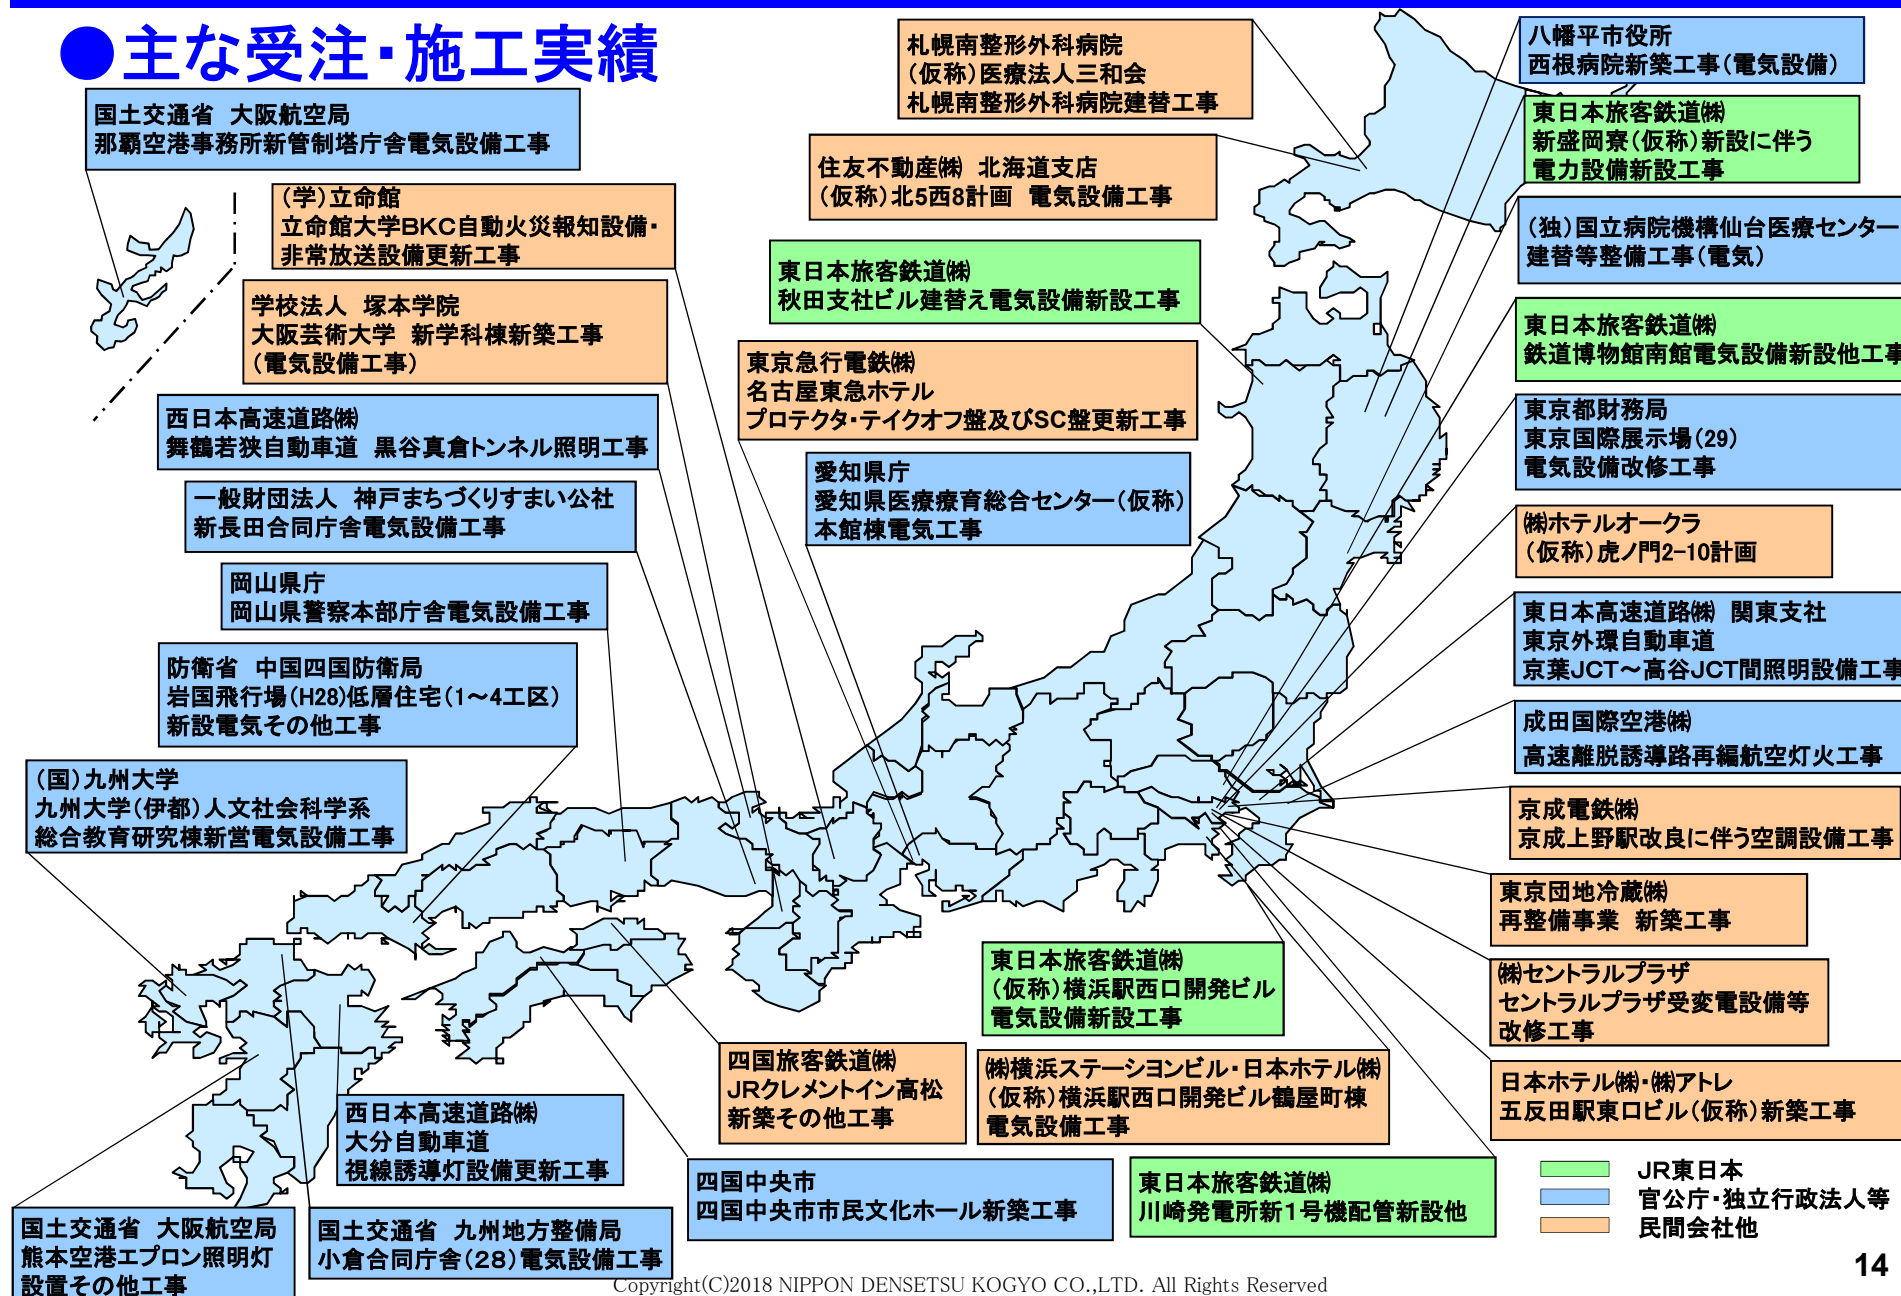 ●主な受注・施工実績
国土交通省　大阪航空局
那覇空港事務所新管制塔庁舎電気設備工事
（学）立命館
立命館大学BKC自動火災報知設備・
非常放送設備更新工事
学校法人　塚本学院
大阪芸術大学　新学科棟新築工事
（電気設備工事）
西日本高速道路㈱
舞鶴若狭自動車道　黒谷真倉トンネル照明工事
一般財団法人　神戸まちづくりすまい公社
新長田合同庁舎電気設備工事
岡山県庁
岡山県警察本部庁舎電気設備工事
防衛省　中国四国防衛局
岩国飛行場(H28)低層住宅（1～4工区）
新設電気その他工事
（国）九州大学
九州大学（伊都）人文社会科学系
総合教育研究棟新営電気設備工事
札幌南整形外科病院
（仮称）医療法人三和会
札幌南整形外科病院建替工事
住友不動産㈱　北海道支店
（仮称）北5西8計画　電気設備工事
東日本旅客鉄道㈱
秋田支社ビル建替え電気設備新設工事
東京急行電鉄㈱
名古屋東急ホテル
プロテクタ・テイクオフ盤及びSC盤更新工事
愛知県庁
愛知県医療療育総合センター（仮称）
本館棟電気工事
八幡平市役所
西根病院新築工事（電気設備）
東日本旅客鉄道㈱
新盛岡寮（仮称）新設に伴う
電力設備新設工事
（独）国立病院機構仙台医療センター
建替等整備工事（電気）
東日本旅客鉄道㈱
鉄道博物館南館電気設備新設他工事
東京都財務局
東京国際展示場（29）
電気設備改修工事
㈱ホテルオークラ
（仮称）虎ノ門2-10計画
東日本高速道路㈱　関東支社
東京外環自動車道
京葉JCT～高谷JCT間照明設備工事
成田国際空港㈱
高速離脱誘導路再編航空灯火工事
京成電鉄㈱
京成上野駅改良に伴う空調設備工事
東京団地冷蔵㈱
再整備事業　新築工事
㈱セントラルプラザ
セントラルプラザ受変電設備等
改修工事
日本ホテル㈱・㈱アトレ
五反田駅東口ビル（仮称）新築工事
東日本旅客鉄道㈱
（仮称）横浜駅西口開発ビル
電気設備新設工事
㈱横浜ステーシヨンビル・日本ホテル㈱
（仮称）横浜駅西口開発ビル鶴屋町棟
電気設備工事
東日本旅客鉄道㈱
川崎発電所新1号機配管新設他
四国旅客鉄道㈱
JRクレメントイン高松
新築その他工事
四国中央市
四国中央市市民文化ホール新築工事
西日本高速道路㈱
大分自動車道
視線誘導灯設備更新工事
国土交通省　大阪航空局
熊本空港エプロン照明灯
設置その他工事
国土交通省　九州地方整備局
小倉合同庁舎（28）電気設備工事
JR東日本
官公庁・独立行政法人等
民間会社他
14
Copyright(C)2018 NIPPON DENSETSU KOGYO CO.,LTD. All Rights Reserved